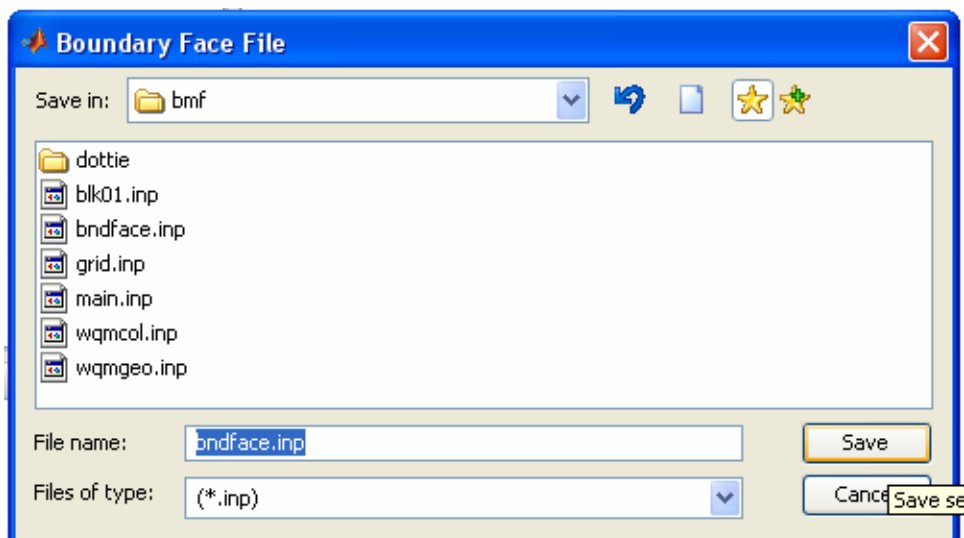 Boundary Face File
Save in: bmf
dottie
blk01.inp
bndface.inp
grid.inp
main.inp
wqmcol.inp
wqmgeo.inp
File name: bndface.inp Save
Files of type: (*.inp) Cance
Save se